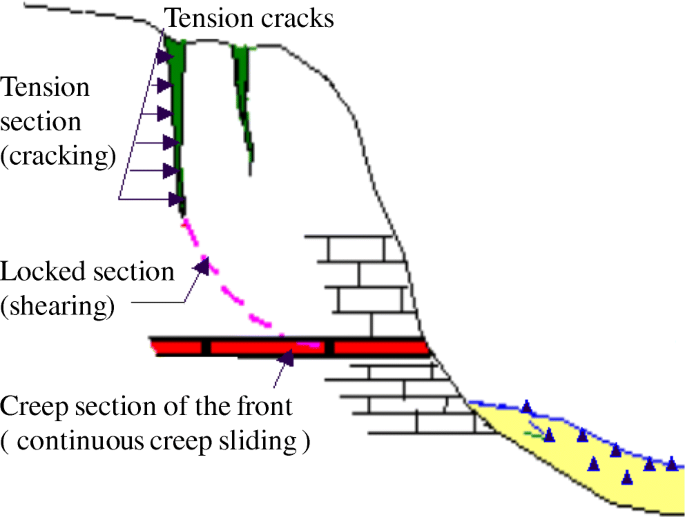 Tension cracks
Tension
section
(cracking)
Locked section
(shearing)
Creep section of the front
( continuous creep sliding )